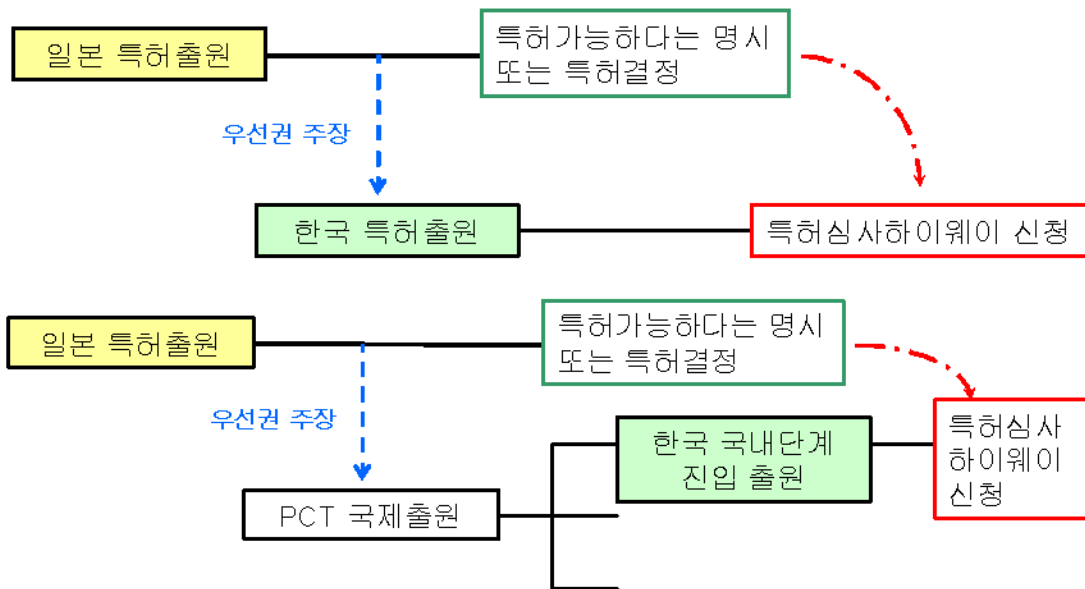 일본 특허출원
특허가능하다는 명시
또는 특허결정
우선권 주장
한국 특허출원
특허심사하이웨이 신청
일본 특허출원
특허가능하다는 명시
또는 특허결정
우선권 주장
한국 국내단계
진입 출원
특허심사
하이웨이
신청
PCT 국제출원